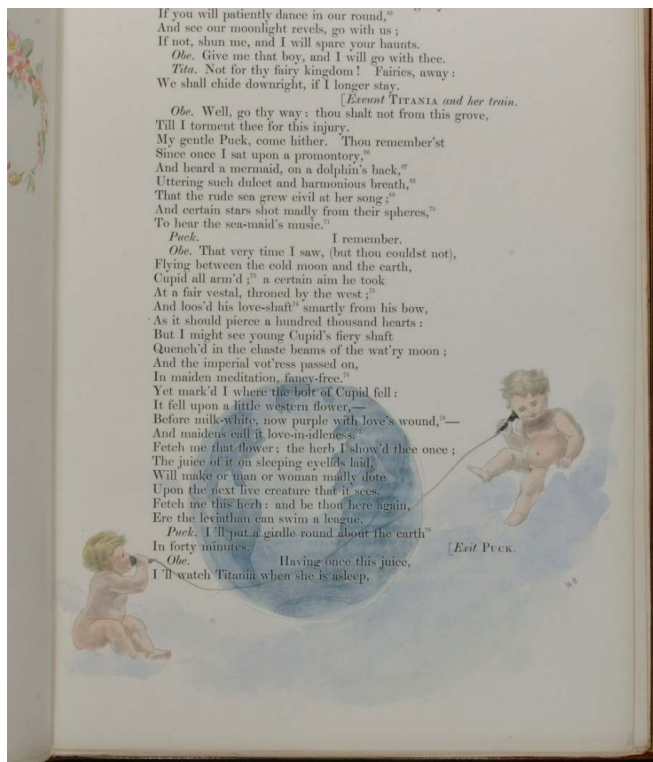 If you will patiently dance in our round,⁶⁵
And see our moonlight revels, go with us ;
If not, shun me, and I will spare your haunts.
Obe. Give me that boy, and I will go with thee.
Tita. Not for thy fairy kingdom ! Fairies, away :
We shall chide downright, if I longer stay.
[Exeunt TITANIA and her train.
Obe. Well, go thy way : thou shalt not from this grove,
Till I torment thee for this injury.
My gentle Puck, come hither. Thou remember'st
Since once I sat upon a promontory,⁶⁶
And heard a mermaid, on a dolphin's back,⁶⁷
Uttering such dulcet and harmonious breath,⁶⁸
That the rude sea grew civil at her song ;⁶⁹
And certain stars shot madly from their spheres,⁷⁰
To hear the sea-maid's music.⁷¹
Puck. I remember.
Obe. That very time I saw, (but thou couldst not),
Flying between the cold moon and the earth,
Cupid all arm'd ;⁷² a certain aim he took
At a fair vestal, throned by the west ;⁷³
And loos'd his love-shaft⁷⁴ smartly from his bow,
As it should pierce a hundred thousand hearts :
But I might see young Cupid's fiery shaft
Quench'd in the chaste beams of the wat'ry moon ;
And the imperial vot'ress passed on,
In maiden meditation, fancy-free.⁷⁵
Yet mark'd I where the bolt of Cupid fell :
It fell upon a little western flower,—
Before milk-white, now purple with love's wound,⁷⁶—
And maidens call it love-in-idleness.⁷⁷
Fetch me that flower ; the herb I show'd thee once ;
The juice of it on sleeping eyelids laid,
Will make or man or woman madly dote
Upon the next live creature that it sees.
Fetch me this herb : and be thou here again,
Ere the leviathan can swim a league.
Puck. I 'll put a girdle round about the earth⁷⁸
In forty minutes. [Exit PUCK.
Obe. Having once this juice,
I 'll watch Titania when she is asleep,